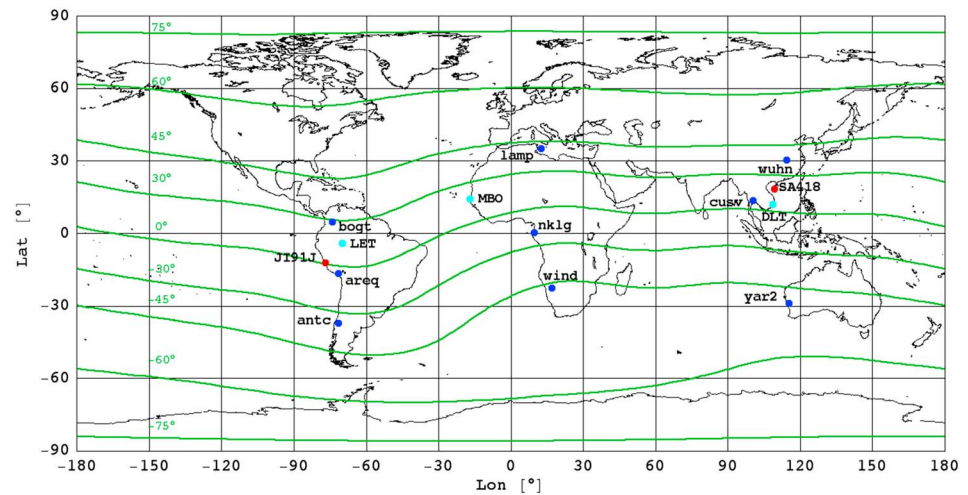 90
75°
60
60°
45°
30
lamp
wuhn
30°
SA418
MBO
cusv
DLT
bogt
nklg
0
0°
LET
JI91J
areq
wind
-30°
yar2
-30
-45°
antc
-60
-60°
-75°
-90
-180 -150 -120 -90 -60 -30 0 30 60 90 120 150 180
Lon [°]
Lat [°]